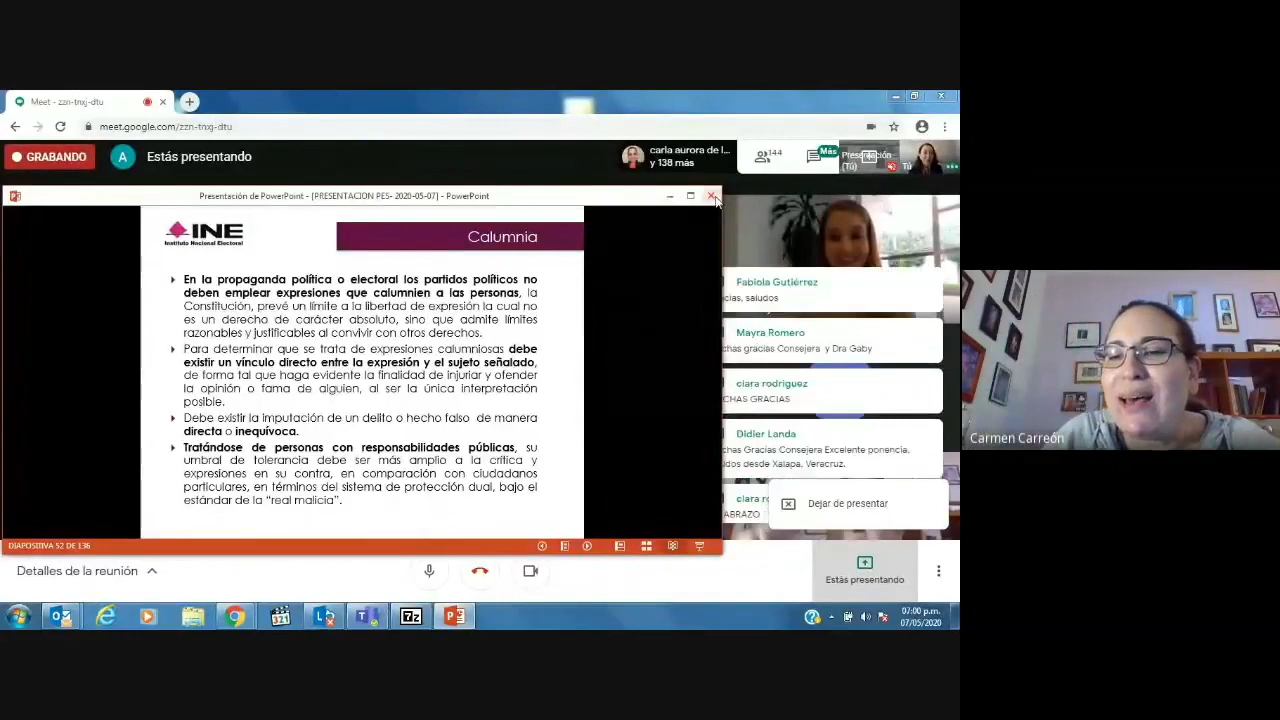 Meet - zzn-tnxj-dtu
meet.google.com/zzn-tnxj-dtu
GRABANDO
A
Estás presentando
carla aurora de l...
y 138 más
144
Más
Presentación
(Tú)
Tú
Presentación de PowerPoint - [PRESENTACION PES- 2020-05-07] - PowerPoint
INE
Instituto Nacional Electoral
Calumnia
En la propaganda política o electoral los partidos políticos no
deben emplear expresiones que calumnien a las personas, la
Constitución, prevé un límite a la libertad de expresión la cual no
es un derecho de carácter absoluto, sino que admite límites
razonables y justificables al convivir con otros derechos.
Para determinar que se trata de expresiones calumniosas debe
existir un vínculo directo entre la expresión y el sujeto señalado,
de forma tal que haga evidente la finalidad de injuriar y ofender
la opinión o fama de alguien, al ser la única interpretación
posible.
Debe existir la imputación de un delito o hecho falso de manera
directa o inequívoca.
Tratándose de personas con responsabilidades públicas, su
umbral de tolerancia debe ser más amplio a la crítica y
expresiones en su contra, en comparación con ciudadanos
particulares, en términos del sistema de protección dual, bajo el
estándar de la "real malicia".
DIAPOSITIVA 52 DE 136
Fabiola Gutiérrez
cias, saludos
Mayra Romero
chas gracias Consejera y Dra Gaby
clara rodriguez
CHAS GRACIAS
Didier Landa
chas Gracias Consejera Excelente ponencia.
idos desde Xalapa, Veracruz.
clara ro
ABRAZO
Dejar de presentar
Detalles de la reunión
Estás presentando
321
7z
07:00 p.m.
07/05/2020
Carmen Carreón